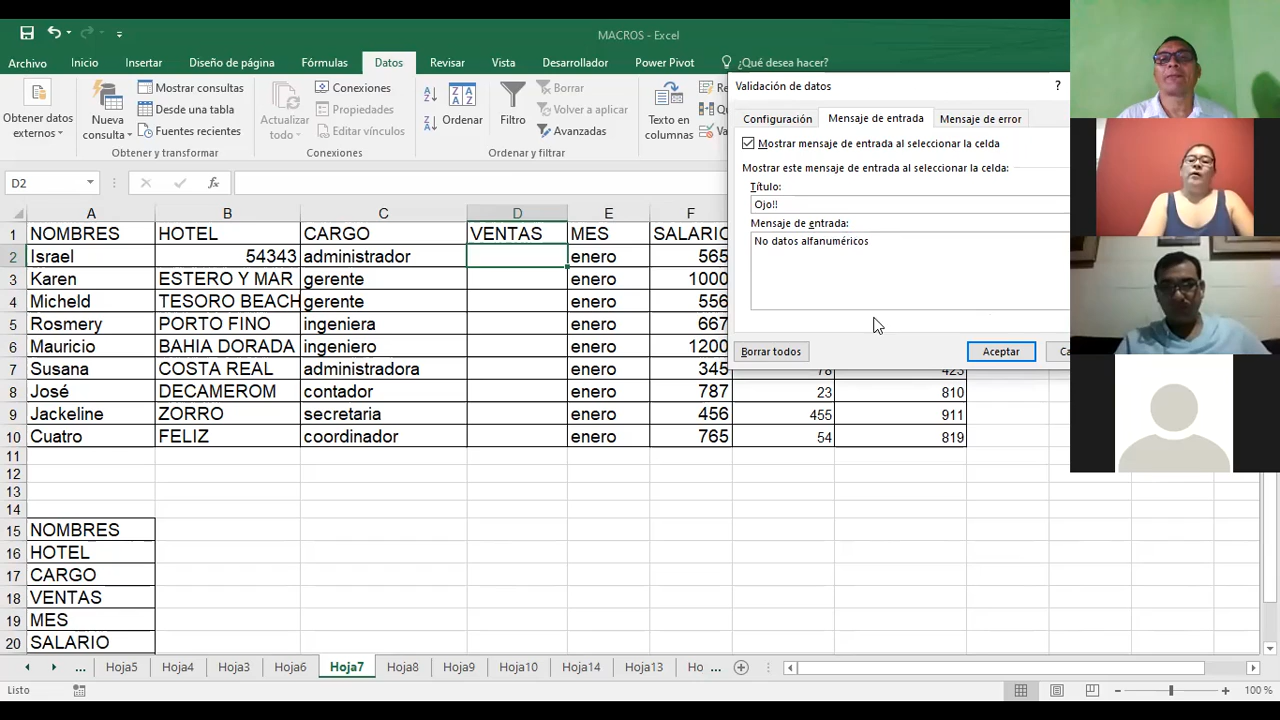 MACROS - Excel
Archivo Inicio Insertar Diseño de página Fórmulas Datos Revisar Vista Desarrollador Power Pivot ¿Qué desea hacer?
Obtener datos externos
Nueva consulta
Mostrar consultas
Desde una tabla
Fuentes recientes
Obtener y transformar
Actualizar todo
Conexiones
Propiedades
Editar vínculos
Conexiones
Ordenar
Filtro
Borrar
Volver a aplicar
Avanzadas
Ordenar y filtrar
Texto en columnas
Validación de datos ?
Configuración Mensaje de entrada Mensaje de error
Mostrar mensaje de entrada al seleccionar la celda
Mostrar este mensaje de entrada al seleccionar la celda:
Título:
Ojo!!
Mensaje de entrada:
No datos alfanuméricos
Borrar todos Aceptar Ca
D2 fx
A B C D E F
1 NOMBRES HOTEL CARGO VENTAS MES SALARIO
2 Israel 54343 administrador enero 565
3 Karen ESTERO Y MAR gerente enero 1000
4 Micheld TESORO BEACH gerente enero 556
5 Rosmery PORTO FINO ingeniera enero 667
6 Mauricio BAHIA DORADA ingeniero enero 1200
7 Susana COSTA REAL administradora enero 345 78 423
8 José DECAMEROM contador enero 787 23 810
9 Jackeline ZORRO secretaria enero 456 455 911
10 Cuatro FELIZ coordinador enero 765 54 819
11
12
13
14
15 NOMBRES
16 HOTEL
17 CARGO
18 VENTAS
19 MES
20 SALARIO
... Hoja5 Hoja4 Hoja3 Hoja6 Hoja7 Hoja8 Hoja9 Hoja10 Hoja14 Hoja13 Ho ...
Listo 100 %